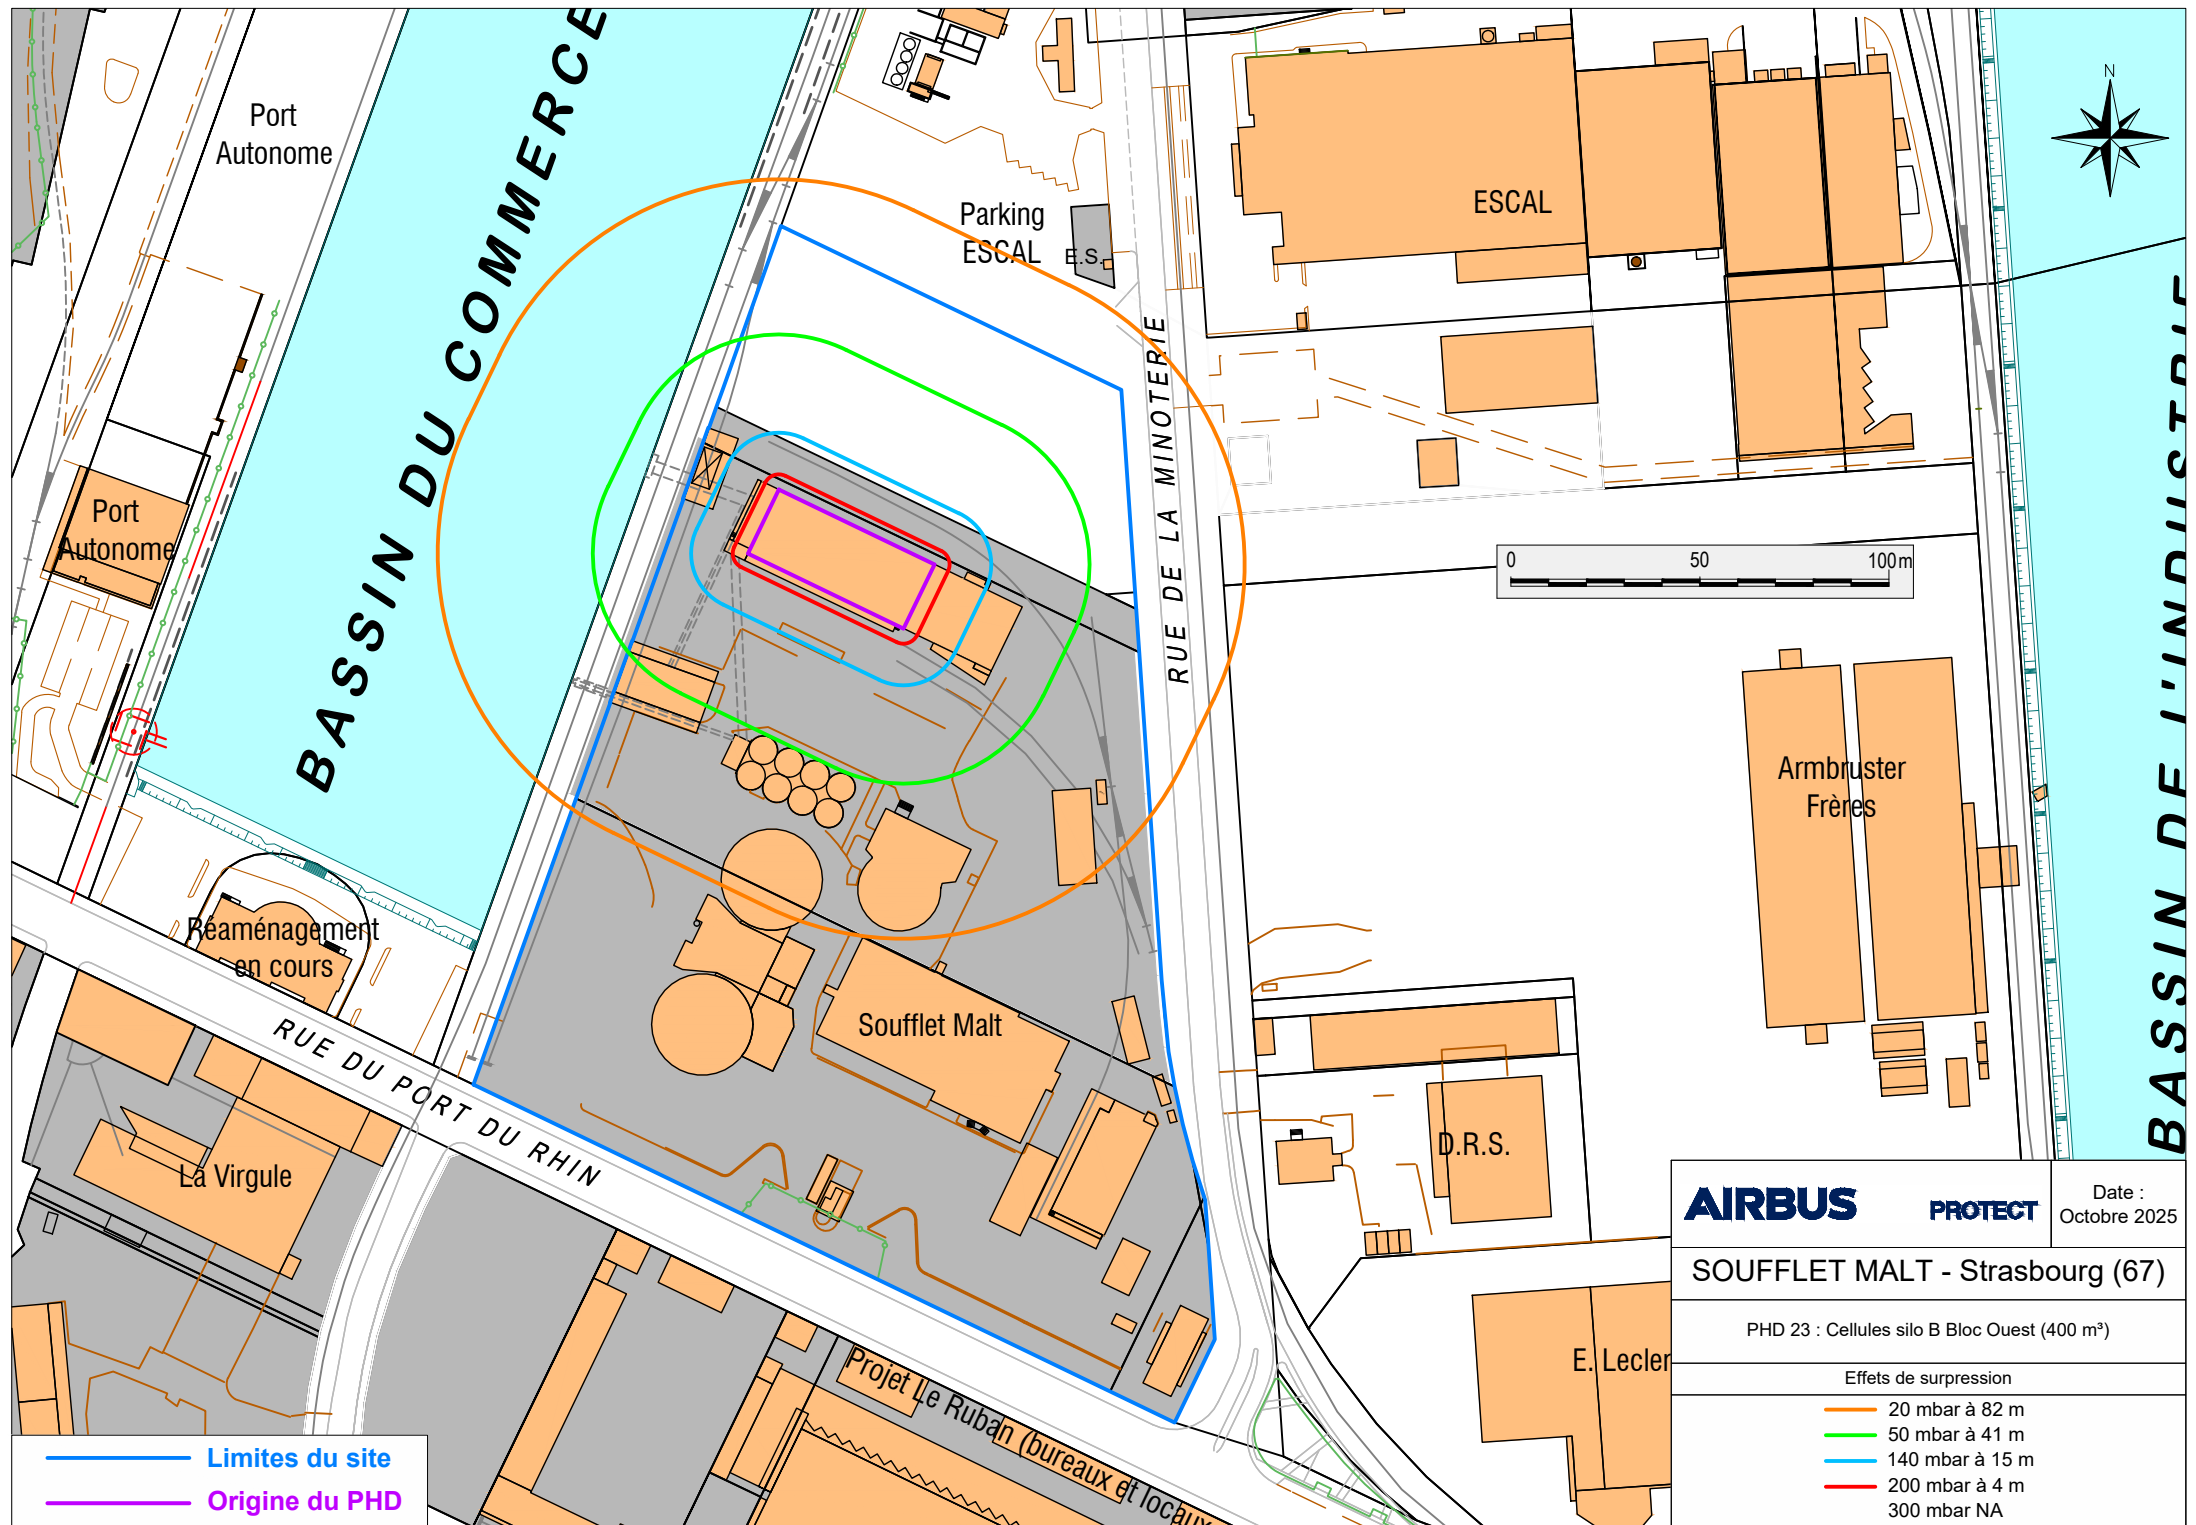 Port
Autonome
BASSIN DU COMMERCE
Parking
ESCAL
E.S.
ESCAL
N
Port
Autonome
RUE DE LA MINOTERIE
0 50 100m
BASSIN DE L'INDUSTRIE
Armbruster
Frères
Réaménagement
en cours
Soufflet Malt
RUE DU PORT DU RHIN
La Virgule
D.R.S.
E. Lecler
Projet Le Ruban (bureaux et locaux
Limites du site
Origine du PHD
AIRBUS PROTECT
Date :
Octobre 2025
SOUFFLET MALT - Strasbourg (67)
PHD 23 : Cellules silo B Bloc Ouest (400 m³)
Effets de surpression
20 mbar à 82 m
50 mbar à 41 m
140 mbar à 15 m
200 mbar à 4 m
300 mbar NA